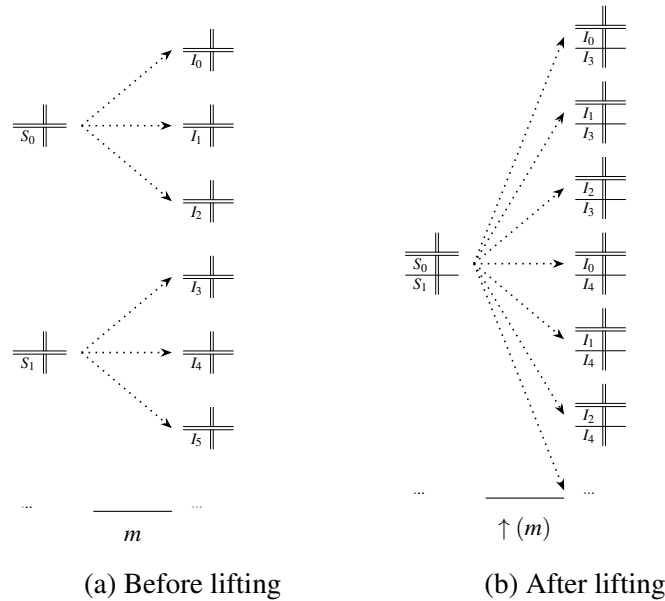 I0
S0
I1
I2
I3
S1
I4
I5
... ...
m
(a) Before lifting
I0
I3
I1
I3
I2
I3
S0
S1
I0
I4
I1
I4
I2
I4
... ...
↑ (m)
(b) After lifting